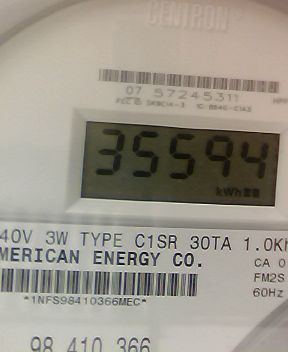 CENTRON
07 57245311
35594
kWh
40V 3W TYPE C1SR 30TA 1.0Kh
MERICAN ENERGY CO.
CA 0
FM2S
60Hz
*1NFS98410366MEC*
98 410 366